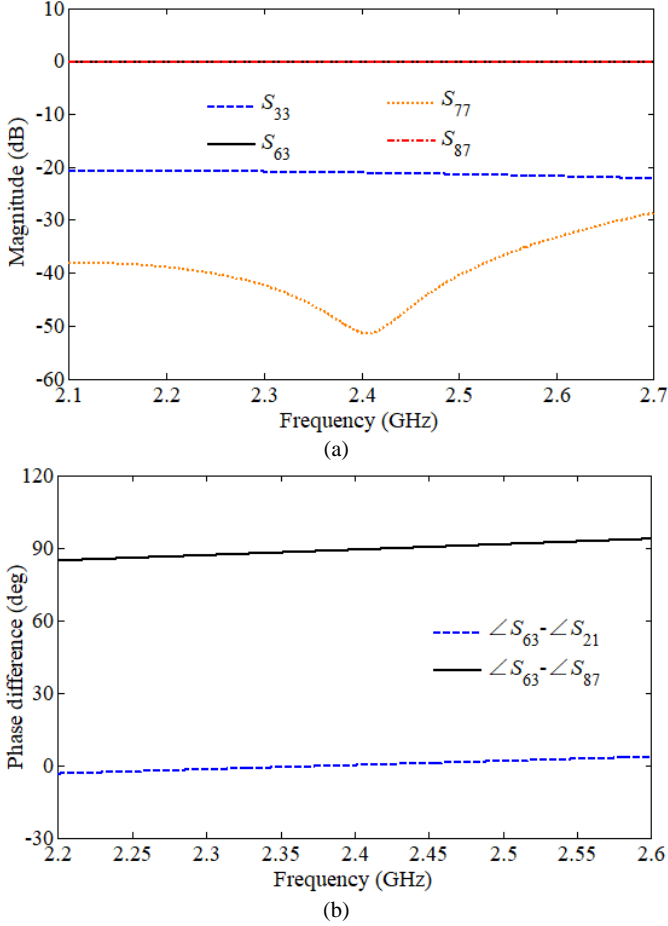 10
0
-10
-20
-30
-40
-50
-60
Magnitude (dB)
S33
S63
S77
S87
2.1 2.2 2.3 2.4 2.5 2.6 2.7
Frequency (GHz)
(a)
120
90
60
30
0
-30
Phase difference (deg)
∠S63-∠S21
∠S63-∠S87
2.2 2.25 2.3 2.35 2.4 2.45 2.5 2.55 2.6
Frequency (GHz)
(b)